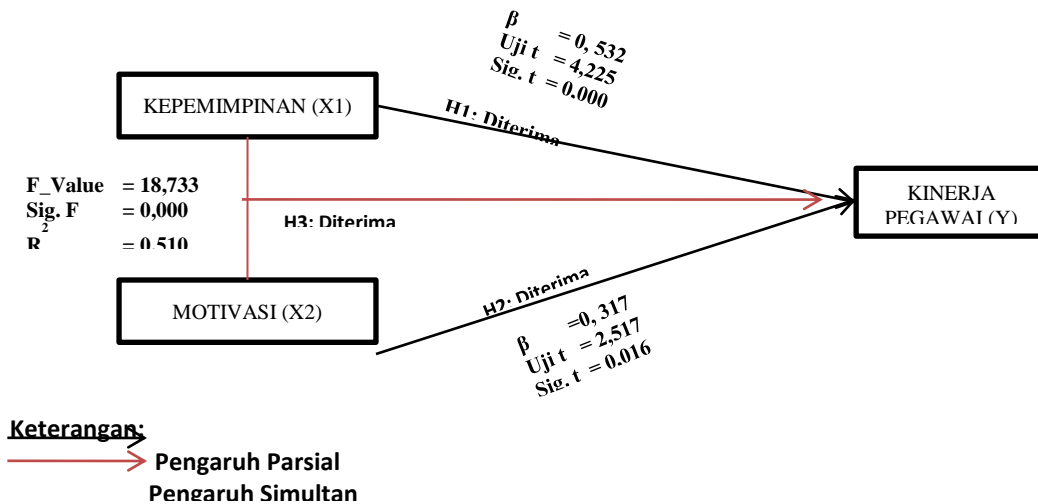 β = 0, 532
Uji t = 4,225
Sig. t = 0.000
KEPEMIMPINAN (X1)
H1: Diterima
F_Value = 18,733
Sig. F = 0,000
R2 = 0.510
H3: Diterima
KINERJA
PEGAWAI (Y)
MOTIVASI (X2)
H2: Diterima
β =0, 317
Uji t = 2,517
Sig. t = 0.016
Keterangan:
Pengaruh Parsial
Pengaruh Simultan